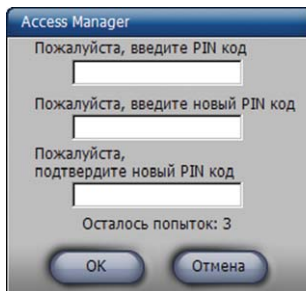 Access Manager
Пожалуйста, введите PIN код
Пожалуйста, введите новый PIN код
Пожалуйста,
подтвердите новый PIN код
Осталось попыток: 3
OK
Отмена